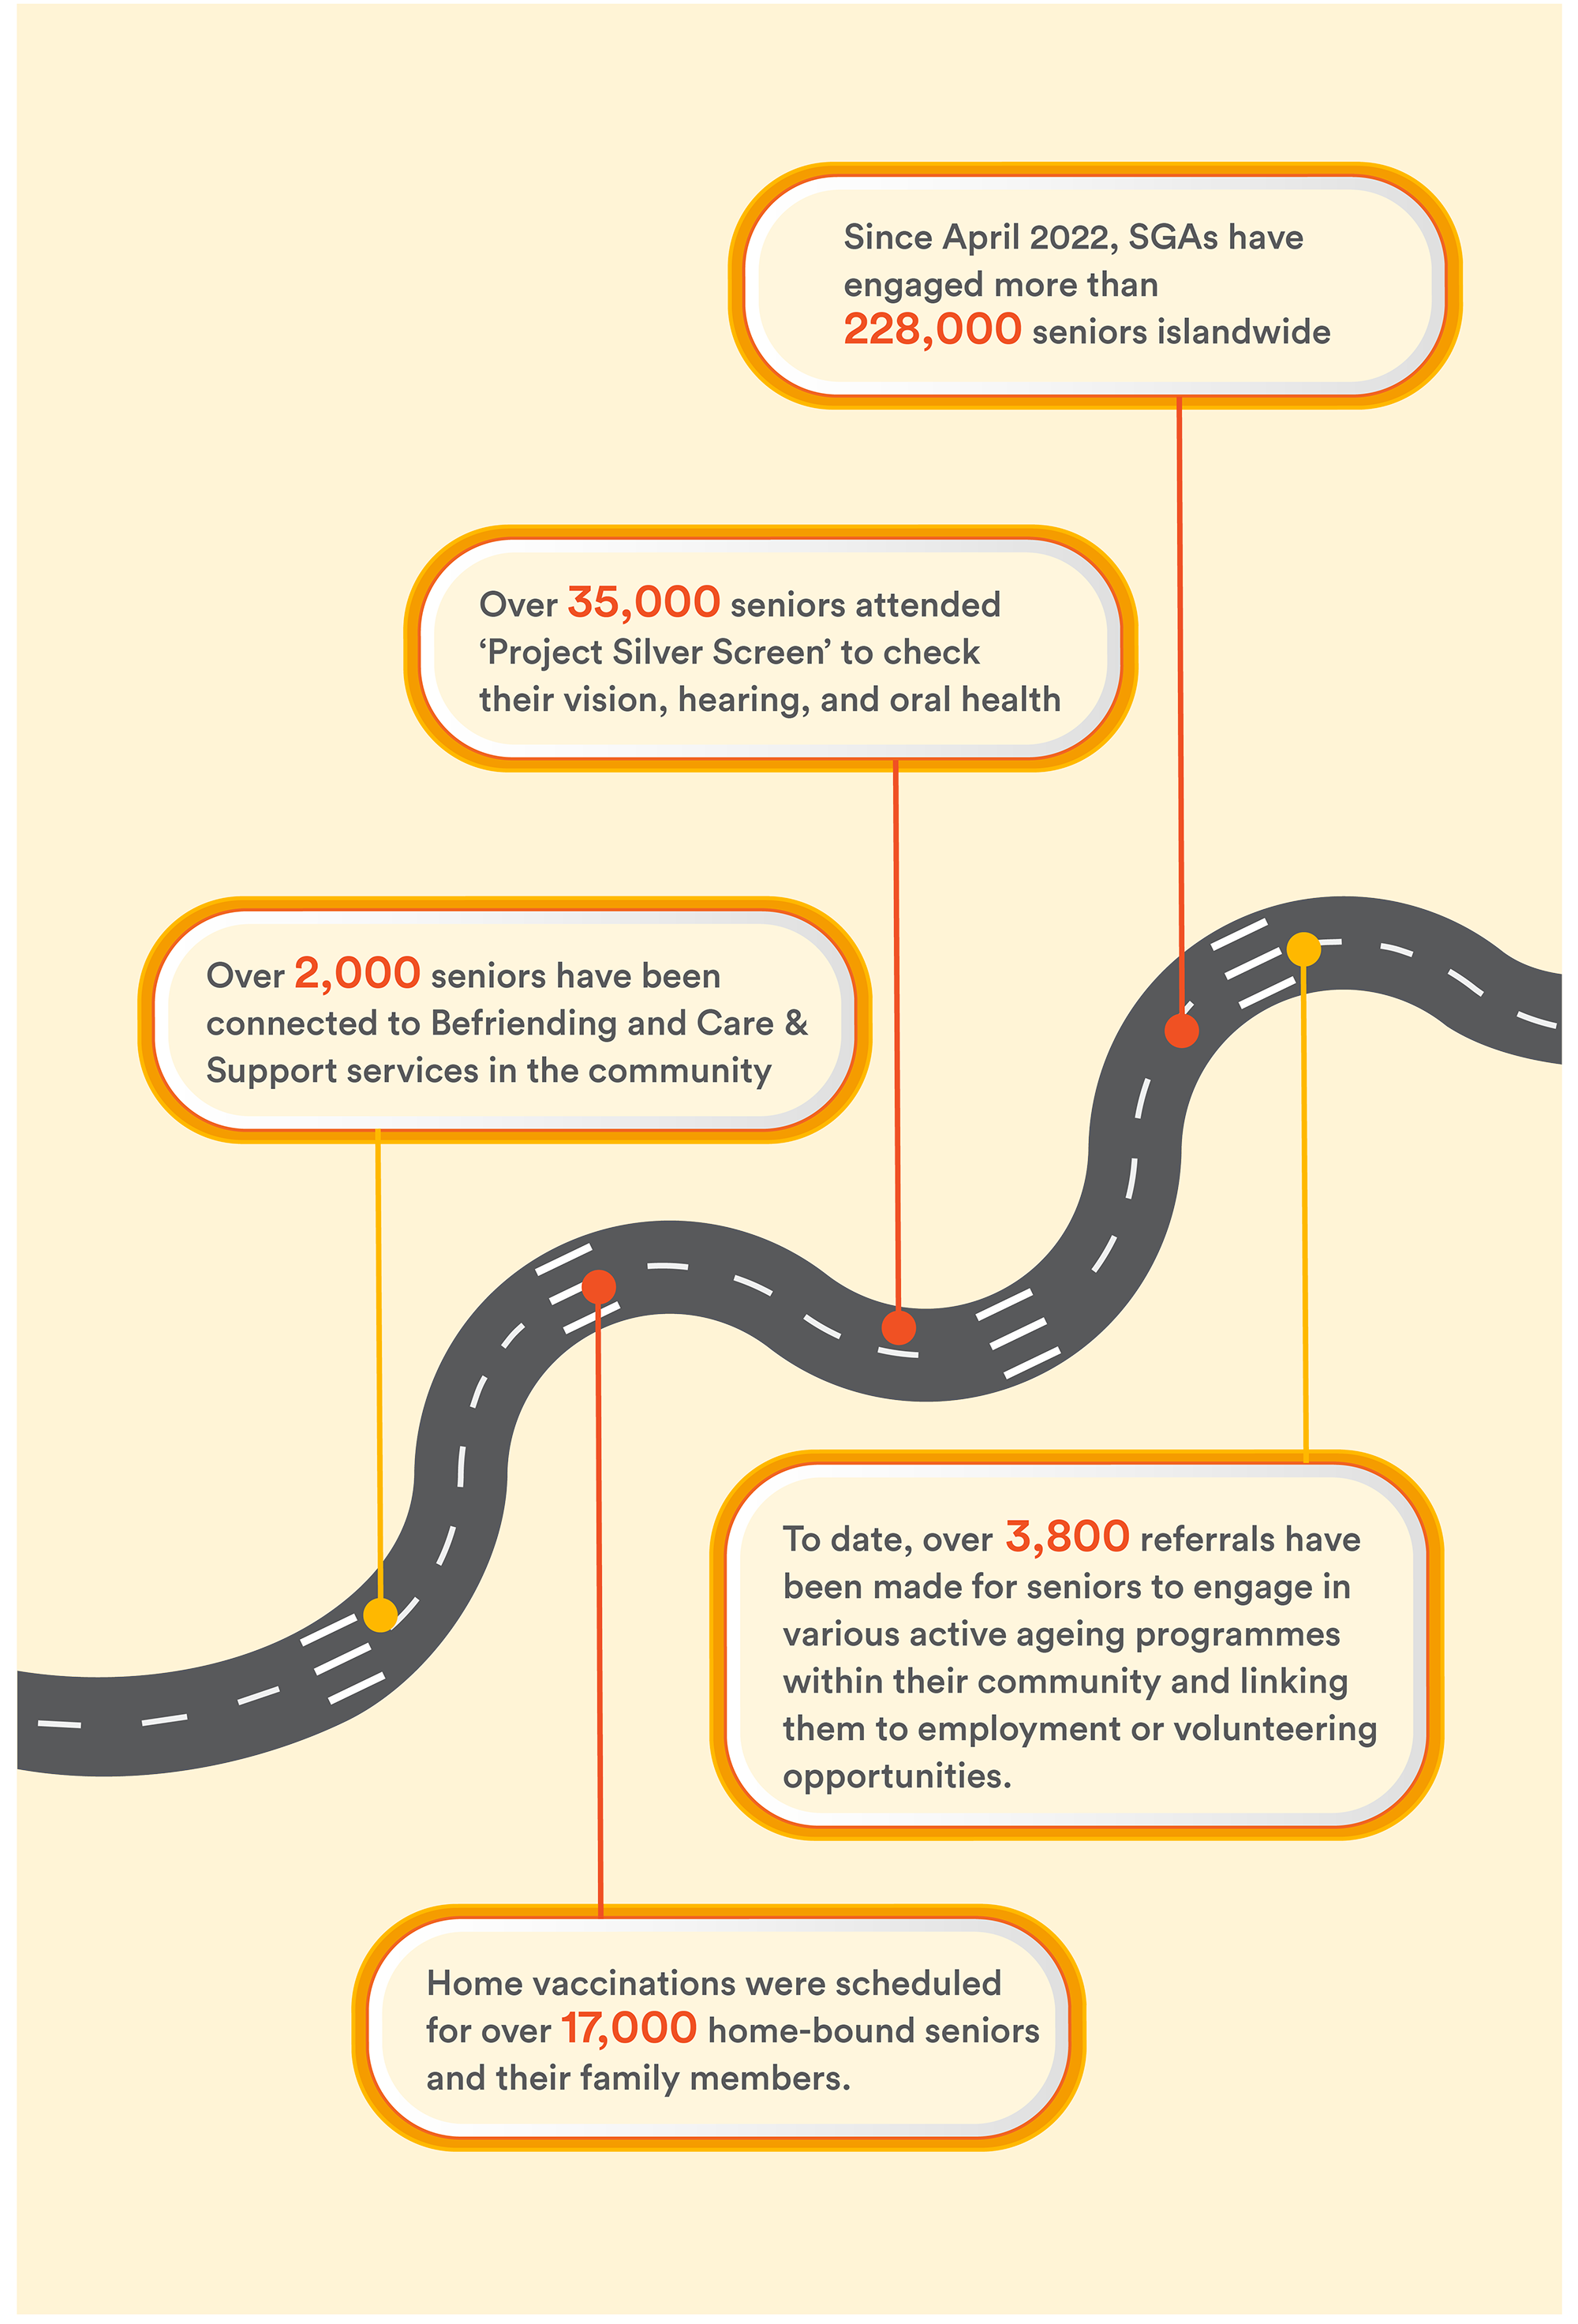 Since April 2022, SGAs have
engaged more than
228,000 seniors islandwide
Over 35,000 seniors attended
‘Project Silver Screen’ to check
their vision, hearing, and oral health
Over 2,000 seniors have been
connected to Befriending and Care &
Support services in the community
To date, over 3,800 referrals have
been made for seniors to engage in
various active ageing programmes
within their community and linking
them to employment or volunteering
opportunities.
Home vaccinations were scheduled
for over 17,000 home-bound seniors
and their family members.